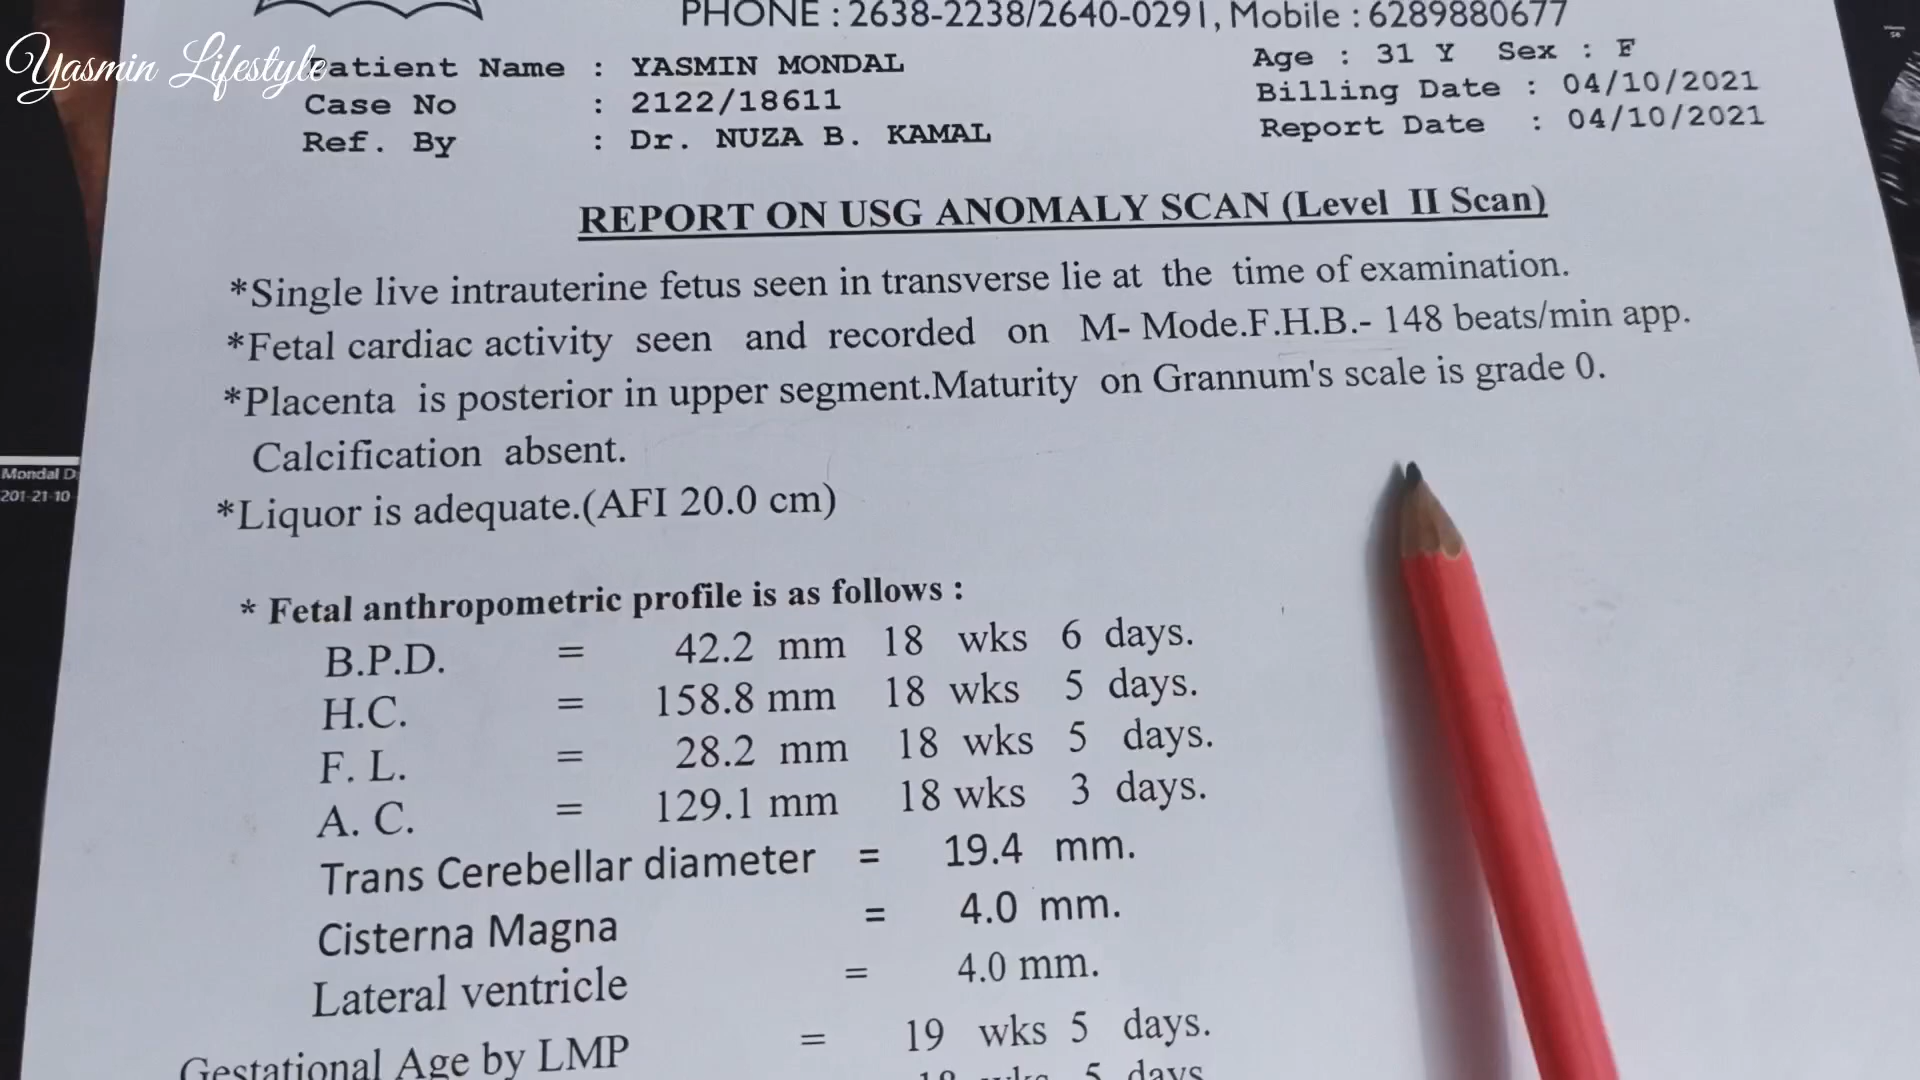 PHONE : 2638-2238/2640-0291, Mobile : 6289880677
Yasmin Lifestyle
Patient Name : YASMIN MONDAL Age : 31 Y Sex : F
Case No : 2122/18611 Billing Date : 04/10/2021
Ref. By : Dr. NUZA B. KAMAL Report Date : 04/10/2021
REPORT ON USG ANOMALY SCAN (Level II Scan)
*Single live intrauterine fetus seen in transverse lie at the time of examination.
*Fetal cardiac activity seen and recorded on M- Mode.F.H.B.- 148 beats/min app.
*Placenta is posterior in upper segment.Maturity on Grannum's scale is grade 0.
Calcification absent.
Mondal D
201-21-10
*Liquor is adequate.(AFI 20.0 cm)
* Fetal anthropometric profile is as follows :
B.P.D. = 42.2 mm 18 wks 6 days.
H.C. = 158.8 mm 18 wks 5 days.
F. L. = 28.2 mm 18 wks 5 days.
A. C. = 129.1 mm 18 wks 3 days.
Trans Cerebellar diameter = 19.4 mm.
Cisterna Magna = 4.0 mm.
Lateral ventricle = 4.0 mm.
Gestational Age by LMP = 19 wks 5 days.
5 days